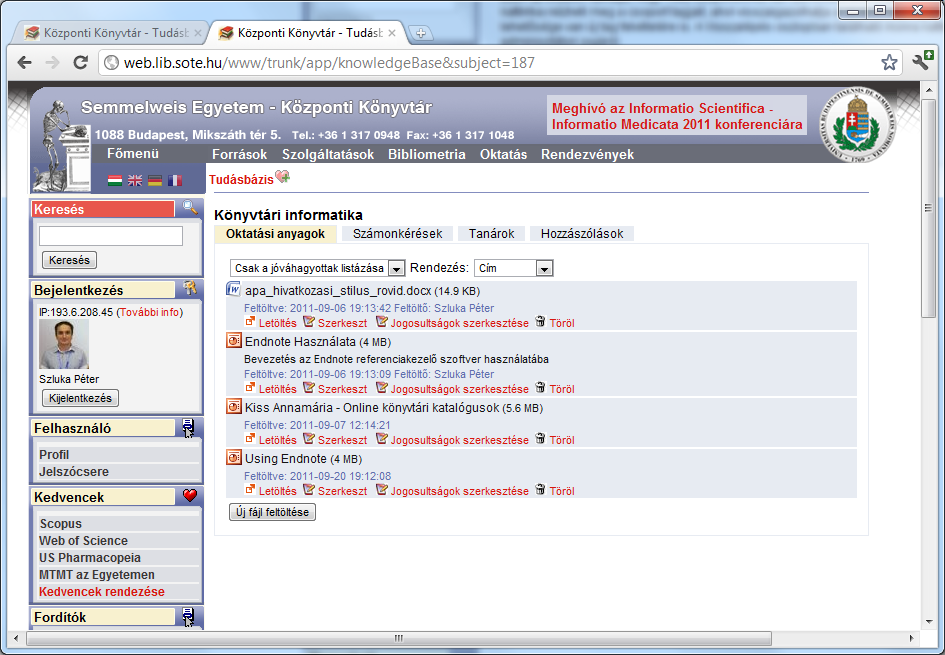 Központi Könyvtár - Tudásb
Központi Könyvtár - Tudásb
web.lib.sote.hu/www/trunk/app/knowledgeBase&subject=187
Semmelweis Egyetem - Központi Könyvtár
1088 Budapest, Mikszáth tér 5. Tel.: +36 1 317 0948 Fax: +36 1 317 1048
Meghívó az Informatio Scientifica -
Informatio Medicata 2011 konferenciára
Főmenü
Források Szolgáltatások Bibliometria Oktatás Rendezvények
Tudásbázis
Keresés
Keresés
Bejelentkezés
IP:193.6.208.45 (További info)
Szluka Péter
Kijelentkezés
Felhasználó
Profil
Jelszócsere
Kedvencek
Scopus
Web of Science
US Pharmacopeia
MTMT az Egyetemen
Kedvencek rendezése
Fordítók
Könyvtári informatika
Oktatási anyagok Számonkérések Tanárok Hozzászólások
Csak a jóváhagyottak listázása Rendezés: Cím
apa_hivatkozasi_stilus_rovid.docx (14.9 KB)
Feltöltve: 2011-09-06 19:13:42 Feltöltő: Szluka Péter
Letöltés Szerkeszt Jogosultságok szerkesztése Töröl
Endnote Használata (4 MB)
Bevezetés az Endnote referenciakezelő szoftver használatába
Feltöltve: 2011-09-06 19:13:09 Feltöltő: Szluka Péter
Letöltés Szerkeszt Jogosultságok szerkesztése Töröl
Kiss Annamária - Online könyvtári katalógusok (5.6 MB)
Feltöltve: 2011-09-07 12:14:21
Letöltés Szerkeszt Jogosultságok szerkesztése Töröl
Using Endnote (4 MB)
Feltöltve: 2011-09-20 19:12:08
Letöltés Szerkeszt Jogosultságok szerkesztése Töröl
Új fájl feltöltése